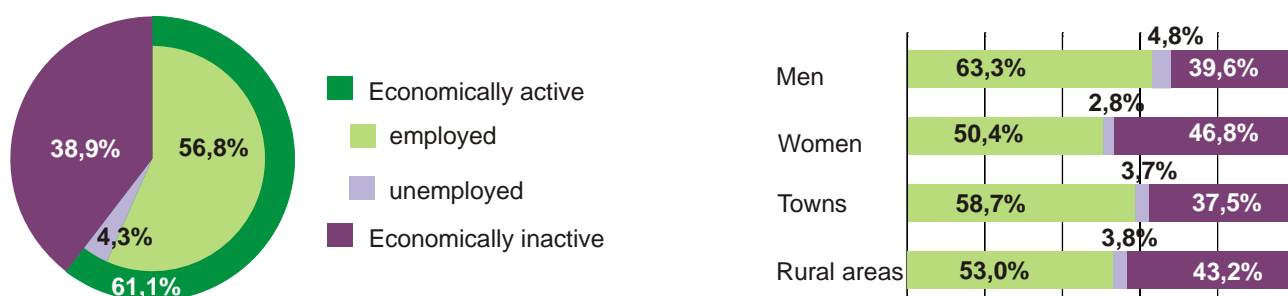 38,9%
56,8%
4,3%
61,1%
Economically active
employed
unemployed
Economically inactive
4,8%
Men
63,3%
39,6%
2,8%
Women
50,4%
46,8%
3,7%
Towns
58,7%
37,5%
3,8%
Rural areas
53,0%
43,2%